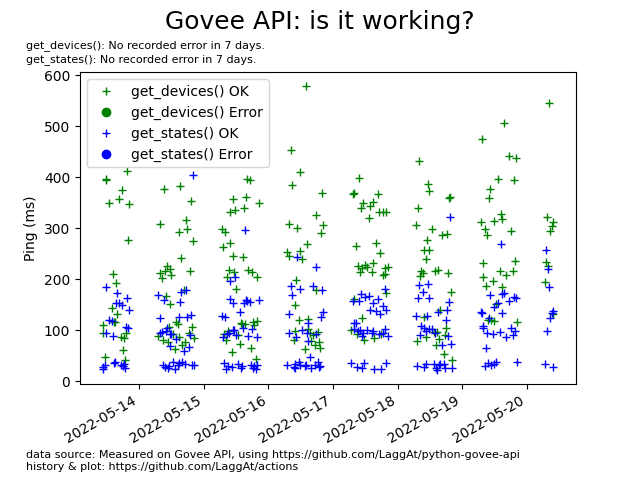 Govee API: is it working?
get_devices(): No recorded error in 7 days.
get_states(): No recorded error in 7 days.
get_devices() OK
get_devices() Error
get_states() OK
get_states() Error
Ping (ms)
600
500
400
300
200
100
0
2022-05-14
2022-05-15
2022-05-16
2022-05-17
2022-05-18
2022-05-19
2022-05-20
data source: Measured on Govee API, using https://github.com/LaggAt/python-govee-api
history & plot: https://github.com/LaggAt/actions